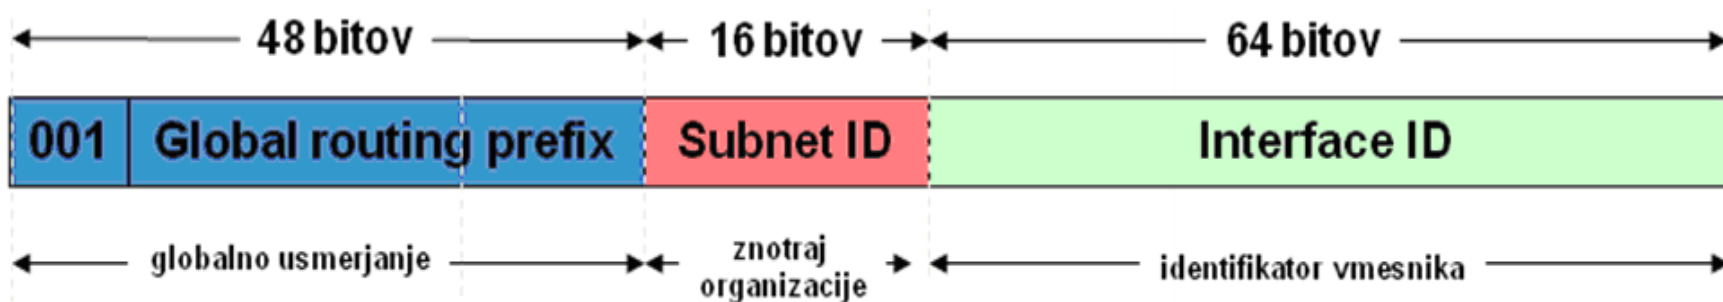 48 bitov 16 bitov 64 bitov
001 Global routing prefix Subnet ID Interface ID
globalno usmerjanje znotraj organizacije identifikator vmesnika